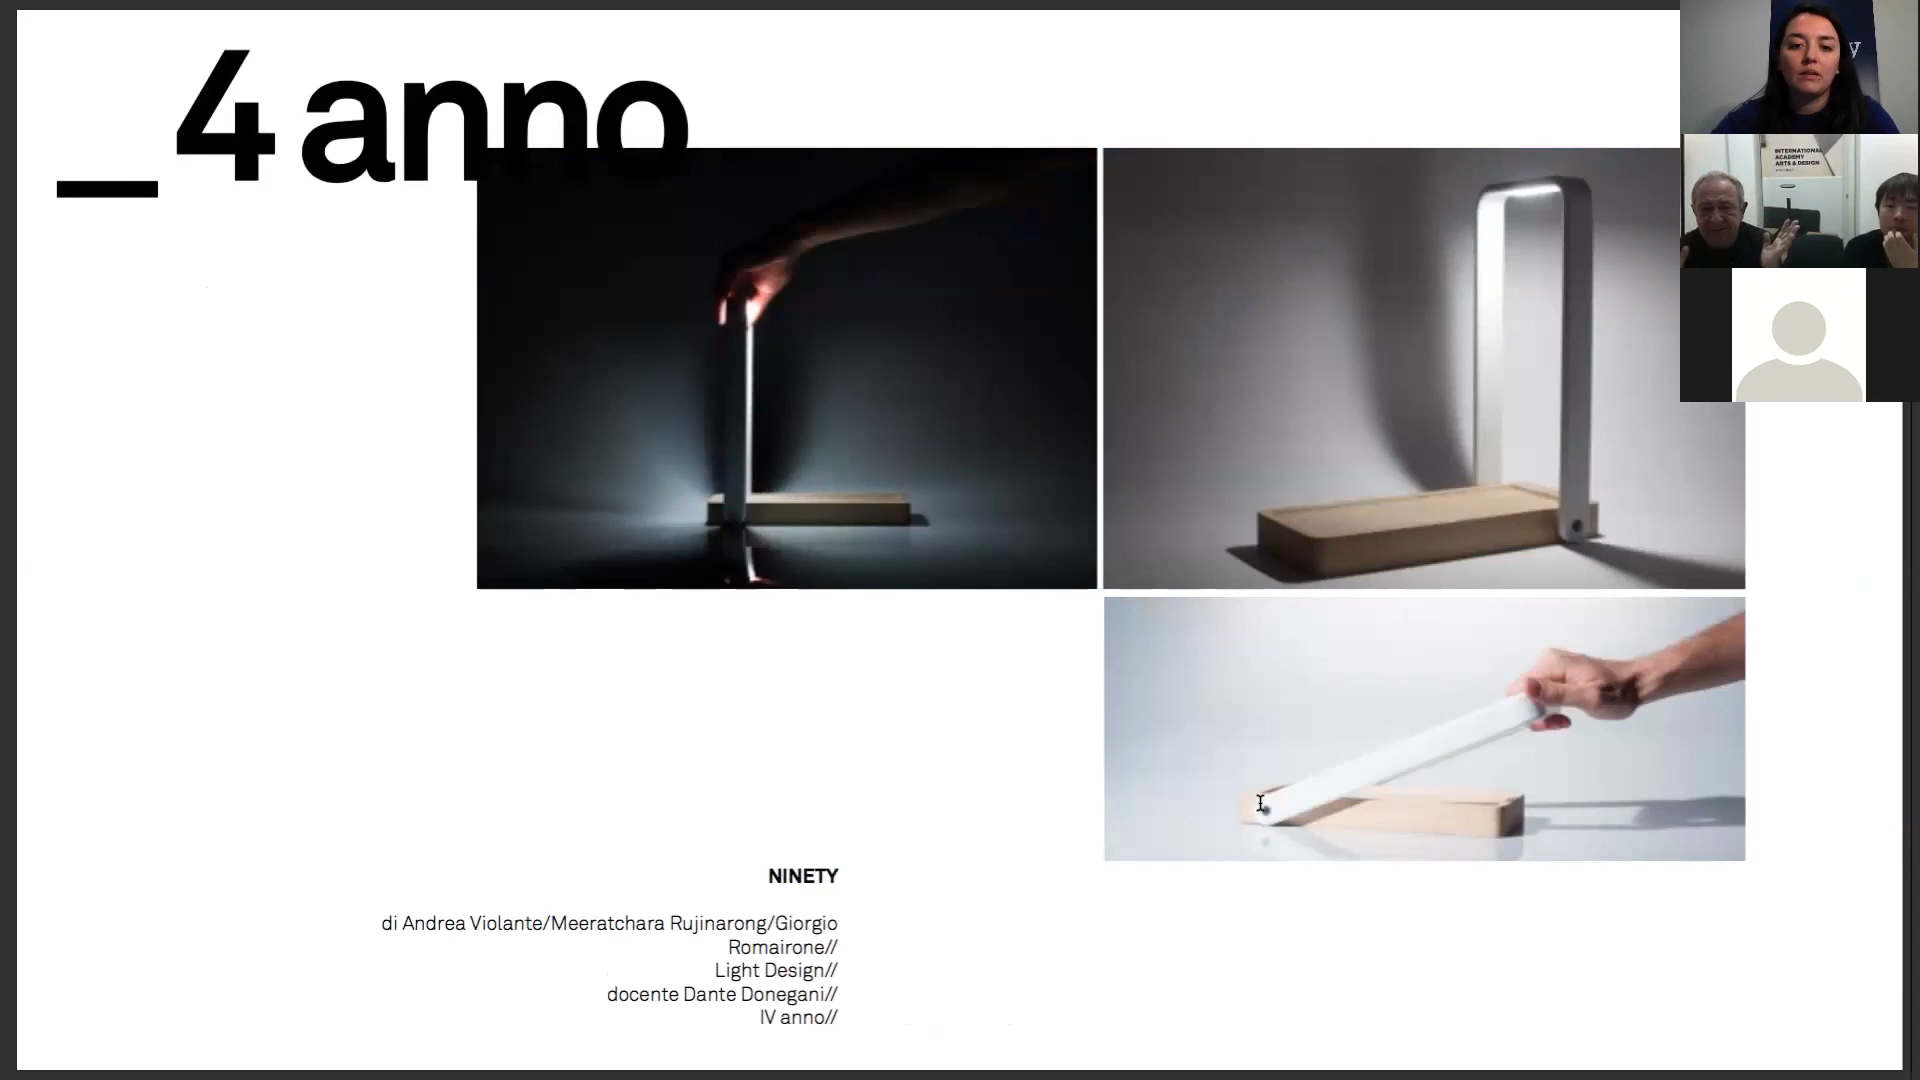 _4 anno
y
INTERNATIONAL
ACADEMY
ARTS & DESIGN
NINETY
di Andrea Violante/Meeratchara Rujinarong/Giorgio
Romairone//
Light Design//
docente Dante Donegani//
IV anno//